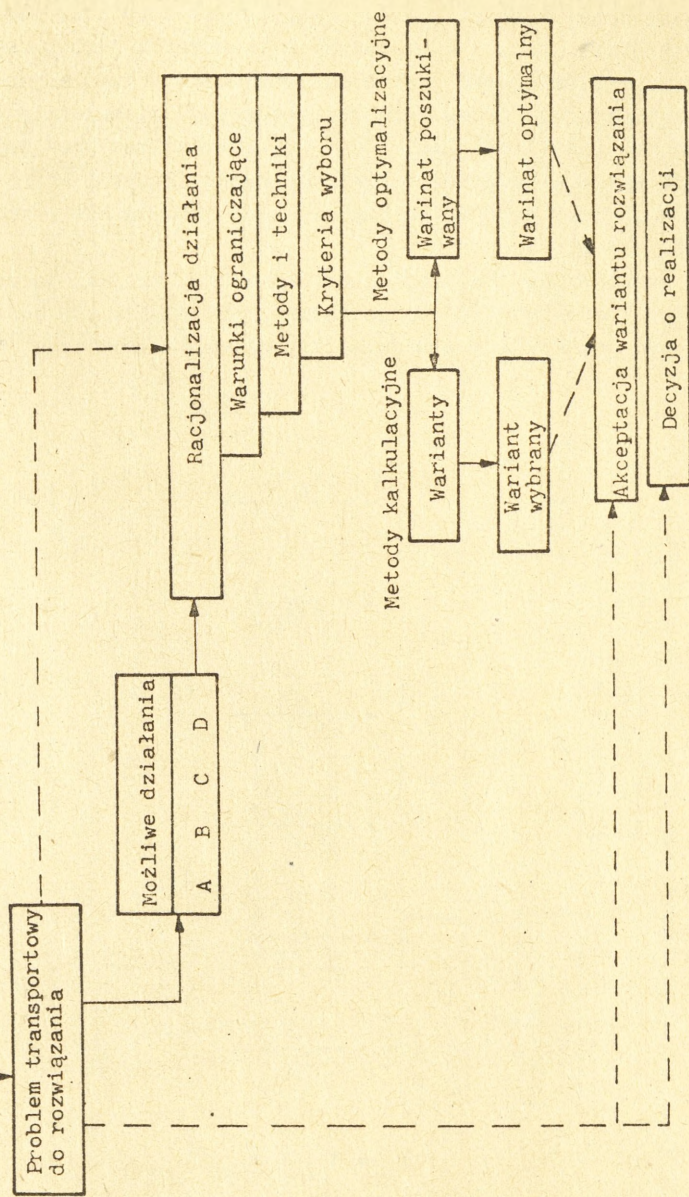 Problem transportowy
do rozwiązania
Możliwe działania
A B C D
Racjonalizacja działania
Warunki ograniczające
Metody i techniki
Kryteria wyboru
Metody kalkulacyjne
Metody optymalizacyjne
Warianty
Warinat poszuki-
wany
Wariant
wybrany
Warinat optymalny
Akceptacja wariantu rozwiązania
Decyzja o realizacji